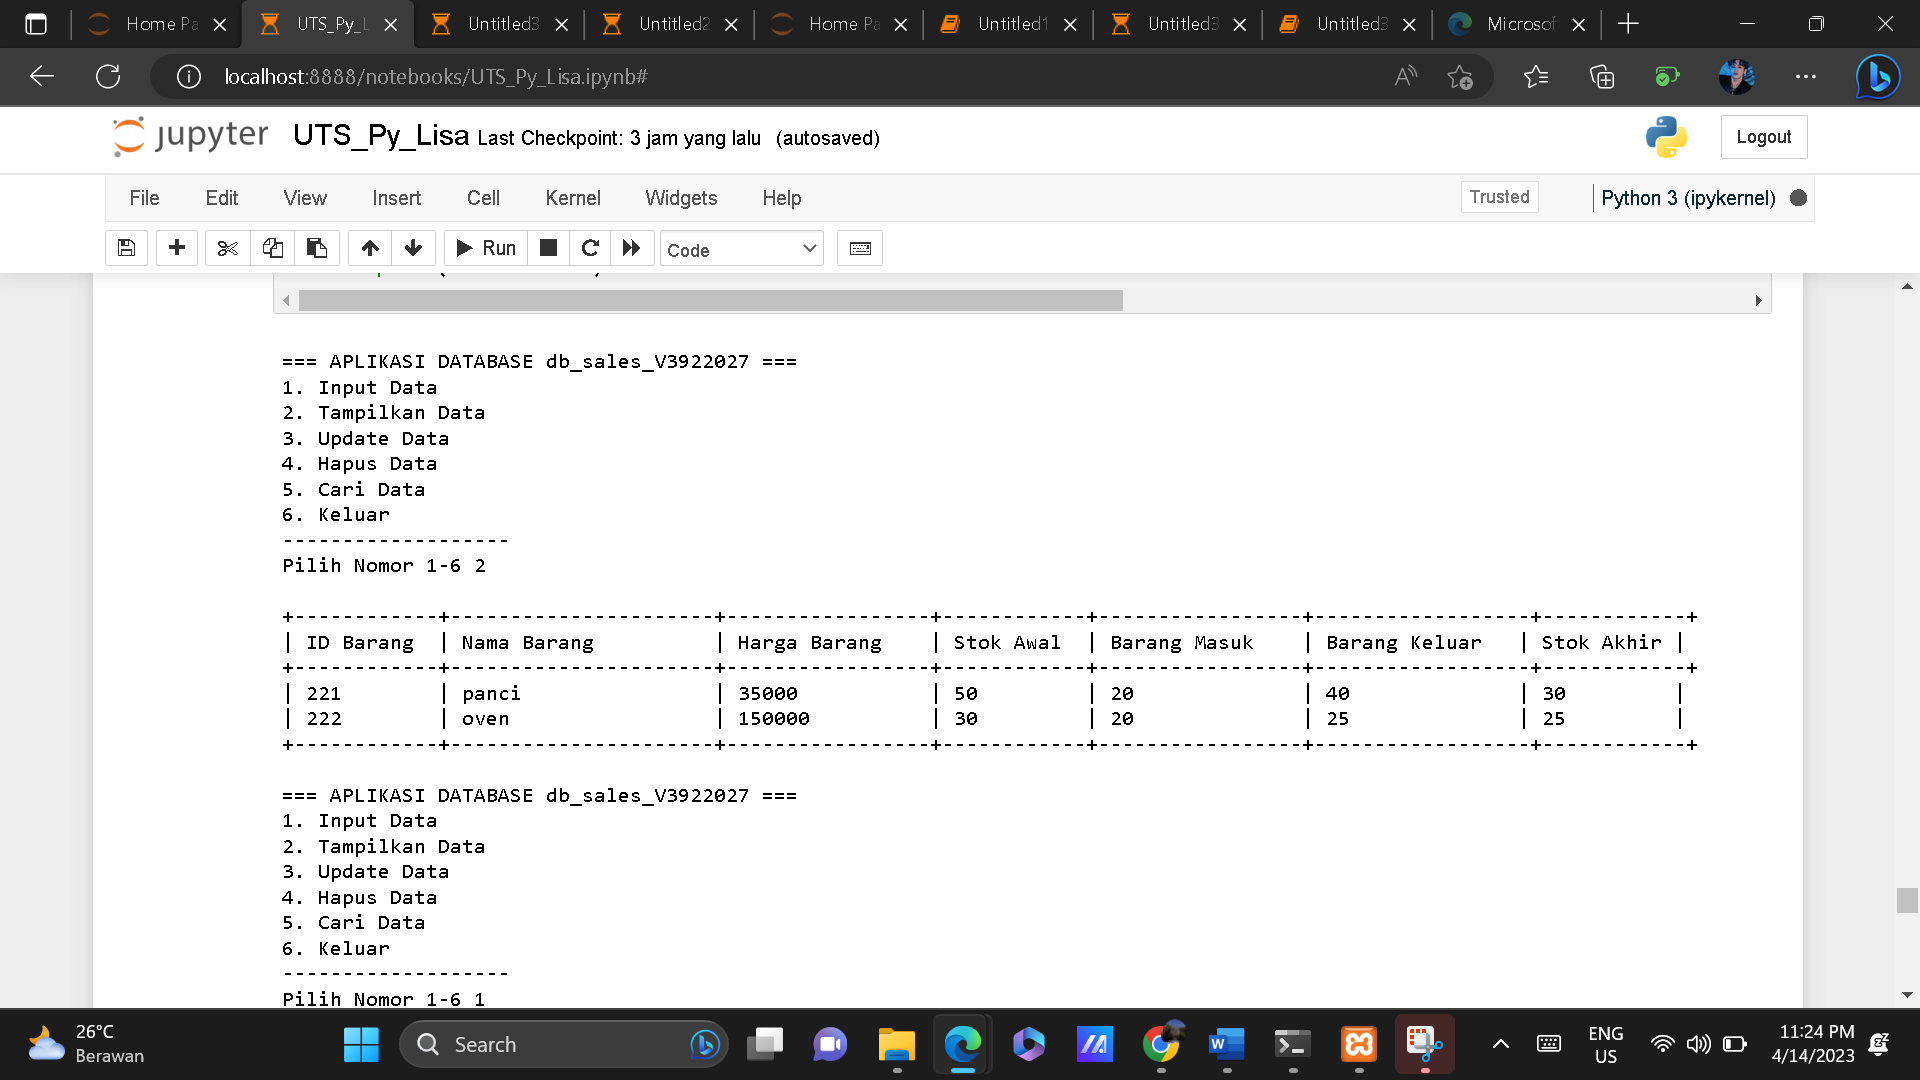 Home Pa
UTS_Py_L
Untitled3
Untitled2
Home Pa
Untitled1
Untitled3
Untitled3
Microsof
localhost:8888/notebooks/UTS_Py_Lisa.ipynb#
jupyter UTS_Py_Lisa Last Checkpoint: 3 jam yang lalu (autosaved)
Logout
File Edit View Insert Cell Kernel Widgets Help
Trusted
Python 3 (ipykernel)
Run
Code
=== APLIKASI DATABASE db_sales_V3922027 ===
1. Input Data
2. Tampilkan Data
3. Update Data
4. Hapus Data
5. Cari Data
6. Keluar
-------------------
Pilih Nomor 1-6 2
+------------+----------------------+-----------------+------------+-----------------+------------------+------------+
| ID Barang | Nama Barang | Harga Barang | Stok Awal | Barang Masuk | Barang Keluar | Stok Akhir |
+------------+----------------------+-----------------+------------+-----------------+------------------+------------+
| 221 | panci | 35000 | 50 | 20 | 40 | 30 |
| 222 | oven | 150000 | 30 | 20 | 25 | 25 |
+------------+----------------------+-----------------+------------+-----------------+------------------+------------+
=== APLIKASI DATABASE db_sales_V3922027 ===
1. Input Data
2. Tampilkan Data
3. Update Data
4. Hapus Data
5. Cari Data
6. Keluar
-------------------
Pilih Nomor 1-6 1
26°C
Berawan
Search
ENG
US
11:24 PM
4/14/2023